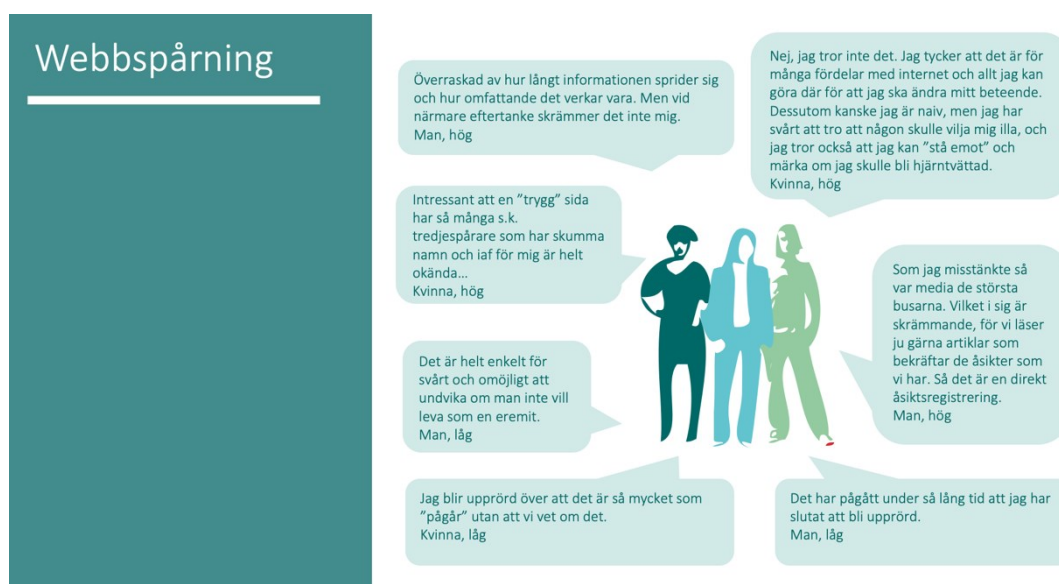 Webbspårning
Överraskad av hur långt informationen sprider sig
och hur omfattande det verkar vara. Men vid
närmare eftertanke skrämmer det inte mig.
Man, hög
Nej, jag tror inte det. Jag tycker att det är för
många fördelar med internet och allt jag kan
göra där för att jag ska ändra mitt beteende.
Dessutom kanske jag är naiv, men jag har
svårt att tro att någon skulle vilja mig illa, och
jag tror också att jag kan ”stå emot” och
märka om jag skulle bli hjärntvättad.
Kvinna, hög
Intressant att en ”trygg” sida
har så många s.k.
tredjespårare som har skumma
namn och iaf för mig är helt
okända...
Kvinna, hög
Som jag misstänkte så
var media de största
busarna. Vilket i sig är
skrämmande, för vi läser
ju gärna artiklar som
bekräftar de åsikter som
vi har. Så det är en direkt
åsiktsregistrering.
Man, hög
Det är helt enkelt för
svårt och omöjligt att
undvika om man inte vill
leva som en eremit.
Man, låg
Jag blir upprörd över att det är så mycket som
”pågår” utan att vi vet om det.
Kvinna, låg
Det har pågått under så lång tid att jag har
slutat att bli upprörd.
Man, låg